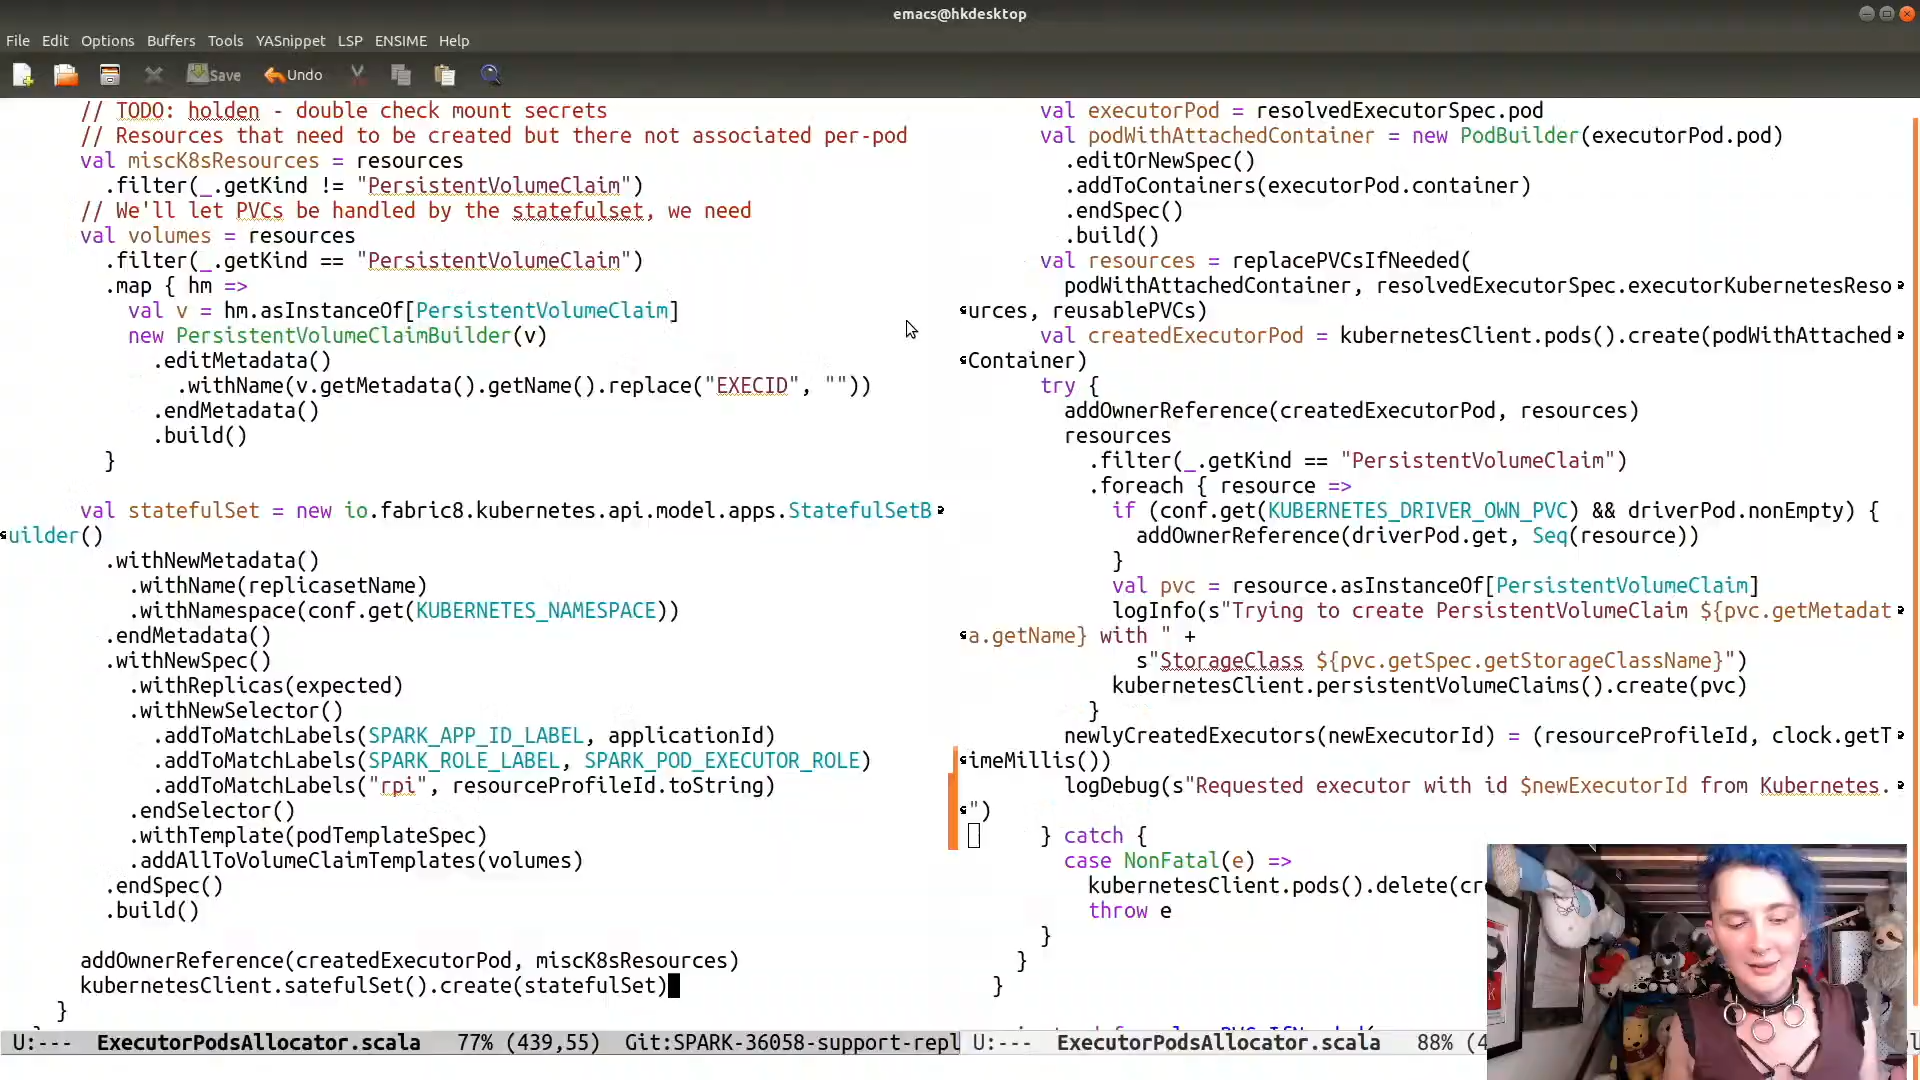 emacs@hkdesktop
File Edit Options Buffers Tools YASnippet LSP ENSIME Help
Save Undo
// TODO: holden - double check mount secrets
// Resources that need to be created but there not associated per-pod
val miscK8sResources = resources
.filter(_.getKind != "PersistentVolumeClaim")
// We'll let PVCs be handled by the statefulset, we need
val volumes = resources
.filter(_.getKind == "PersistentVolumeClaim")
.map { hm =>
val v = hm.asInstanceOf[PersistentVolumeClaim]
new PersistentVolumeClaimBuilder(v)
.editMetadata()
.withName(v.getMetadata().getName().replace("EXECID", ""))
.endMetadata()
.build()
}
val statefulSet = new io.fabric8.kubernetes.api.model.apps.StatefulSetB
uilder()
.withNewMetadata()
.withName(replicasetName)
.withNamespace(conf.get(KUBERNETES_NAMESPACE))
.endMetadata()
.withNewSpec()
.withReplicas(expected)
.withNewSelector()
.addToMatchLabels(SPARK_APP_ID_LABEL, applicationId)
.addToMatchLabels(SPARK_ROLE_LABEL, SPARK_POD_EXECUTOR_ROLE)
.addToMatchLabels("rpi", resourceProfileId.toString)
.endSelector()
.withTemplate(podTemplateSpec)
.addAllToVolumeClaimTemplates(volumes)
.endSpec()
.build()
addOwnerReference(createdExecutorPod, miscK8sResources)
kubernetesClient.satefulSet().create(statefulSet)
}
U:--- ExecutorPodsAllocator.scala 77% (439,55) Git:SPARK-36058-support-repl
val executorPod = resolvedExecutorSpec.pod
val podWithAttachedContainer = new PodBuilder(executorPod.pod)
.editOrNewSpec()
.addToContainers(executorPod.container)
.endSpec()
.build()
val resources = replacePVCsIfNeeded(
podWithAttachedContainer, resolvedExecutorSpec.executorKubernetesReso
urces, reusablePVCs)
val createdExecutorPod = kubernetesClient.pods().create(podWithAttached
Container)
try {
addOwnerReference(createdExecutorPod, resources)
resources
.filter(_.getKind == "PersistentVolumeClaim")
.foreach { resource =>
if (conf.get(KUBERNETES_DRIVER_OWN_PVC) && driverPod.nonEmpty) {
addOwnerReference(driverPod.get, Seq(resource))
}
val pvc = resource.asInstanceOf[PersistentVolumeClaim]
logInfo(s"Trying to create PersistentVolumeClaim ${pvc.getMetadat
a.getName} with " +
s"StorageClass ${pvc.getSpec.getStorageClassName}")
kubernetesClient.persistentVolumeClaims().create(pvc)
}
newlyCreatedExecutors(newExecutorId) = (resourceProfileId, clock.getT
imeMillis())
logDebug(s"Requested executor with id $newExecutorId from Kubernetes.
")
} catch {
case NonFatal(e) =>
kubernetesClient.pods().delete(cr
throw e
}
}
}
U:--- ExecutorPodsAllocator.scala 88% (4